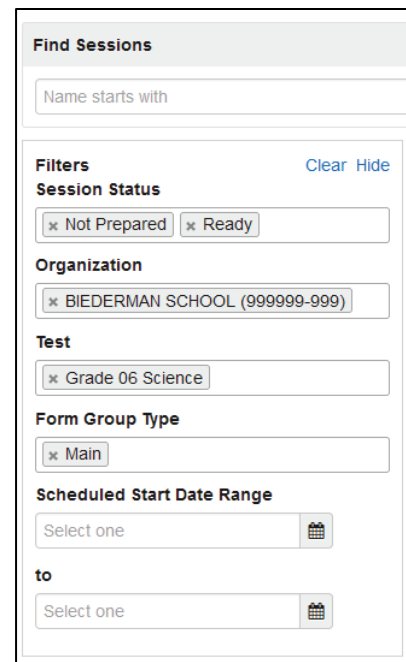 Find Sessions
Name starts with
Filters Clear Hide
Session Status
× Not Prepared × Ready
Organization
× BIEDERMAN SCHOOL (999999-999)
Test
× Grade 06 Science
Form Group Type
× Main
Scheduled Start Date Range
Select one
to
Select one